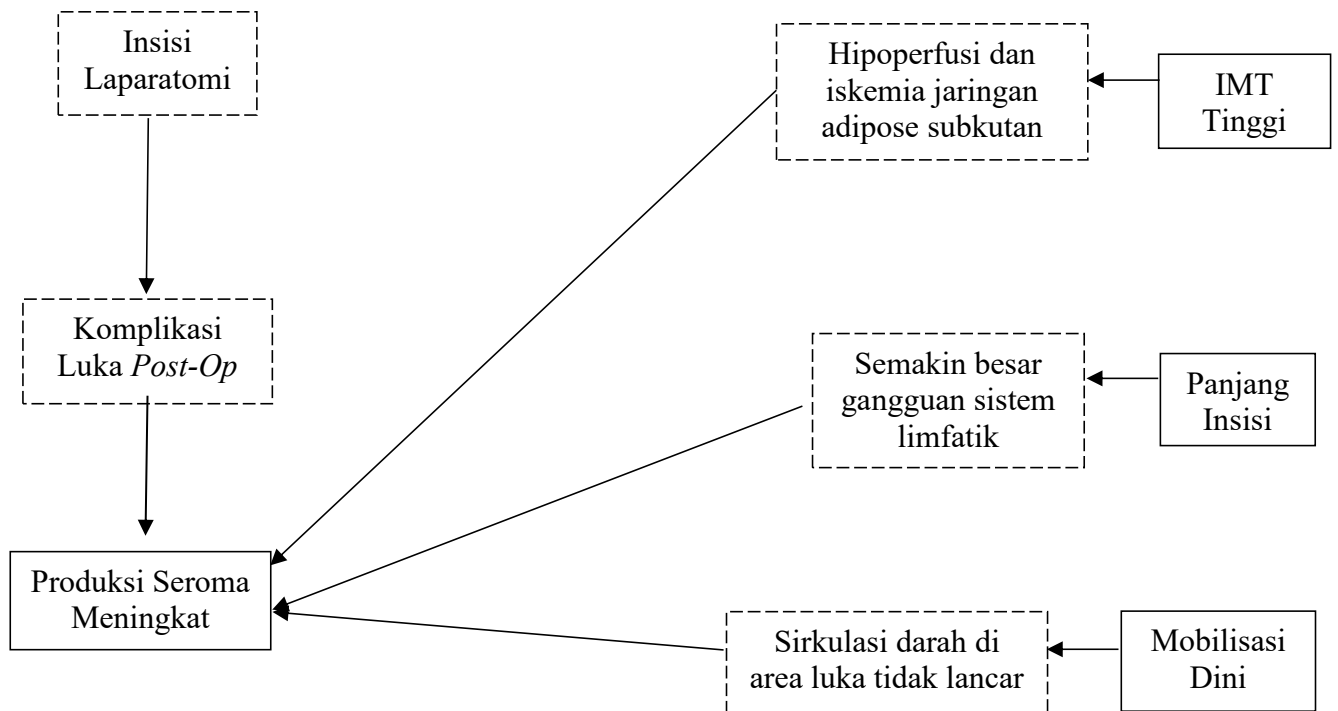 Insisi
Laparatomi
Hipoperfusi dan
iskemia jaringan
adipose subkutan
IMT
Tinggi
Komplikasi
Luka Post-Op
Semakin besar
gangguan sistem
limfatik
Panjang
Insisi
Produksi Seroma
Meningkat
Sirkulasi darah di
area luka tidak lancar
Mobilisasi
Dini